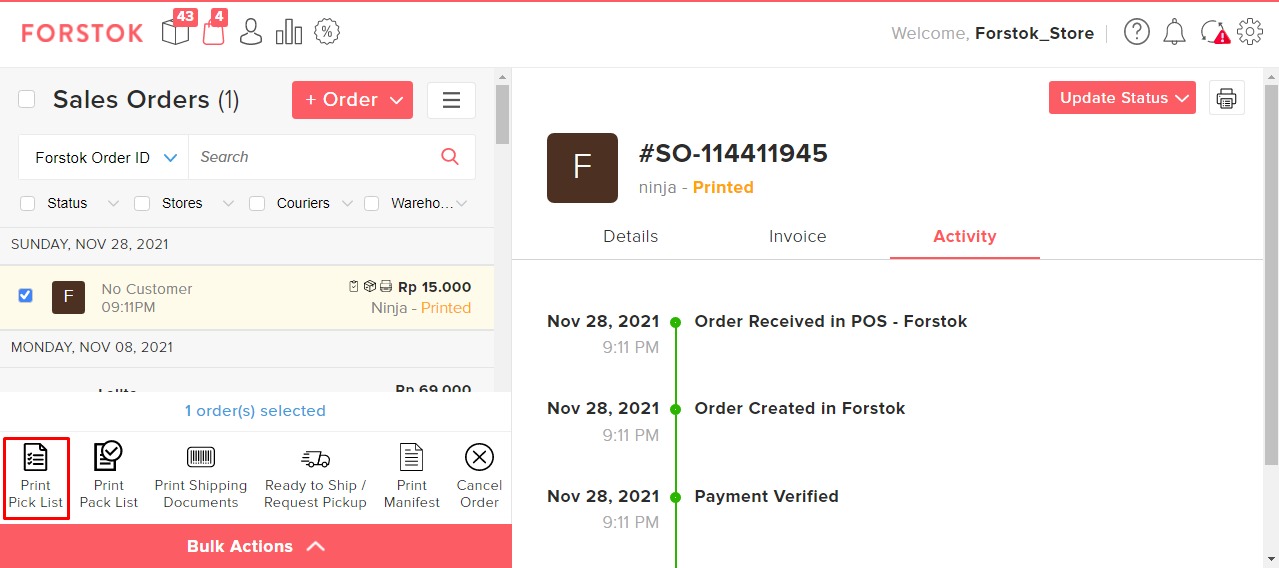 FORSTOK
43
4
%
Welcome, Forstok_Store
?
Sales Orders (1)
+ Order
Forstok Order ID
Search
Status
Stores
Couriers
Wareho...
SUNDAY, NOV 28, 2021
F
No Customer
09:11PM
Rp 15.000
Ninja - Printed
MONDAY, NOV 08, 2021
Lolita
Rp 69.000
1 order(s) selected
Print
Pick List
Print
Pack List
Print Shipping
Documents
Ready to Ship /
Request Pickup
Print
Manifest
Cancel
Order
Bulk Actions
Update Status
F
#SO-114411945
ninja - Printed
Details
Invoice
Activity
Nov 28, 2021
Order Received in POS - Forstok
9:11 PM
Nov 28, 2021
Order Created in Forstok
9:11 PM
Nov 28, 2021
Payment Verified
9:11 PM